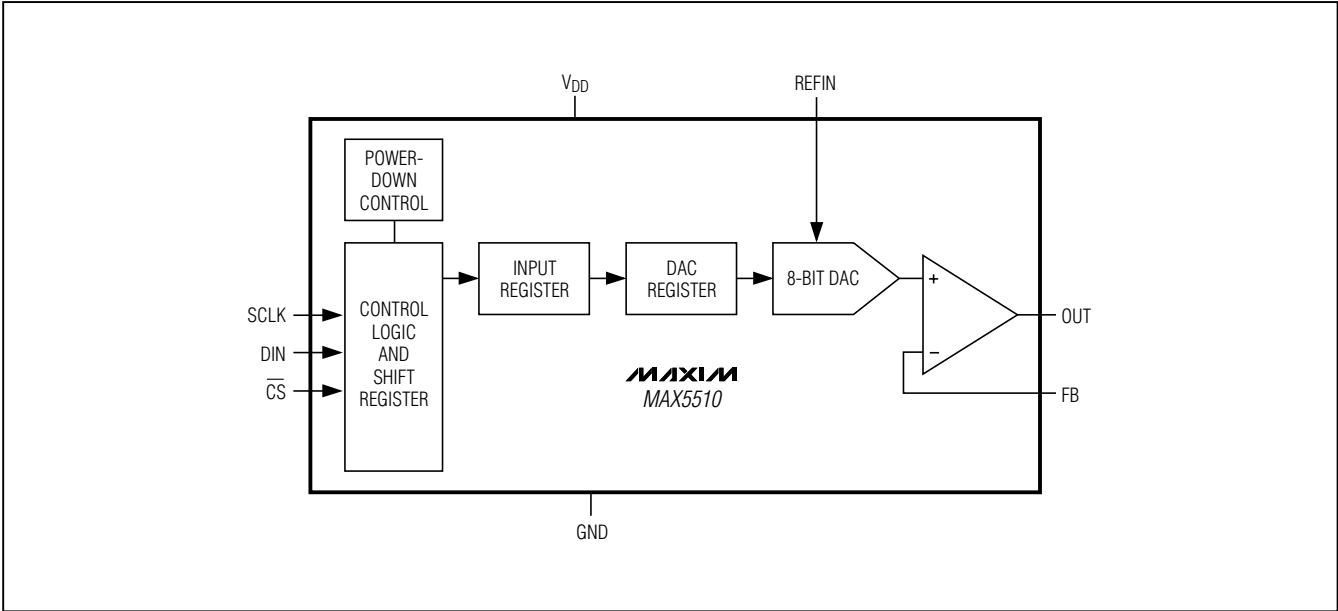 VDD
REFIN
POWER-
DOWN
CONTROL
INPUT
REGISTER
DAC
REGISTER
8-BIT DAC
+
−
SCLK
DIN
C̅S̅
CONTROL
LOGIC
AND
SHIFT
REGISTER
OUT
FB
MAXIM
MAX5510
GND